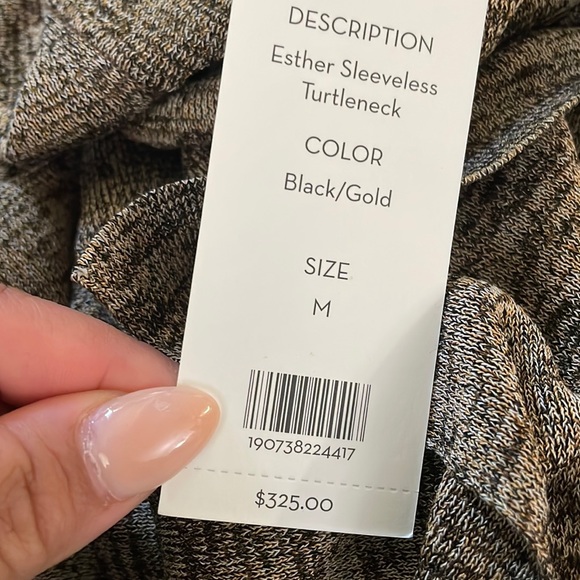 DESCRIPTION
Esther Sleeveless
Turtleneck
COLOR
Black/Gold
SIZE
M
190738224417
$325.00